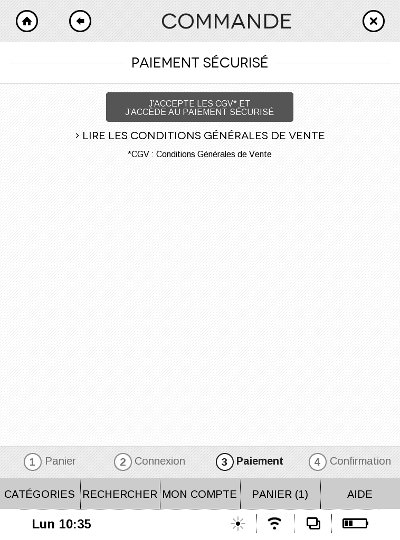 COMMANDE
PAIEMENT SÉCURISÉ
J'ACCEPTE LES CGV* ET
J'ACCÈDE AU PAIEMENT SÉCURISÉ
> LIRE LES CONDITIONS GÉNÉRALES DE VENTE
*CGV : Conditions Générales de Vente
1 Panier 2 Connexion 3 Paiement 4 Confirmation
CATÉGORIES RECHERCHER MON COMPTE PANIER (1) AIDE
Lun 10:35